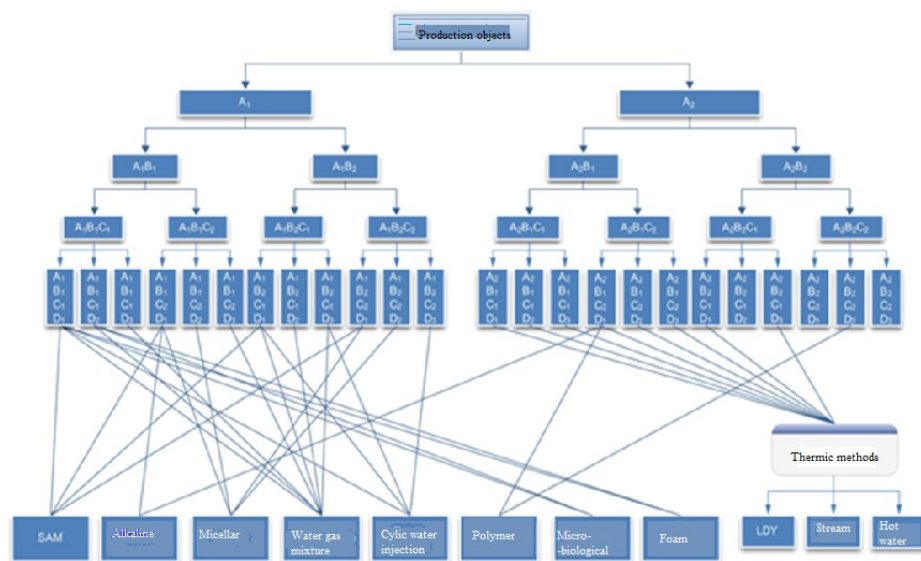 Production objects
A₁
A₂
A₁B₁
A₁B₂
A₂B₁
A₂B₂
A₁B₁C₁
A₁B₁C₂
A₁B₂C₁
A₁B₂C₂
A₂B₁C₁
A₂B₁C₂
A₂B₂C₁
A₂B₂C₂
A₁ A₁ A₁ A₁ A₁ A₁ A₁ A₁ A₁ A₁ A₁ A₁ A₂ A₂ A₂ A₂ A₂ A₂ A₂ A₂ A₂ A₂ A₂ A₂
B₁ B₁ B₁ B₁ B₁ B₁ B₂ B₂ B₂ B₂ B₂ B₂ B₁ B₁ B₁ B₁ B₁ B₁ B₂ B₂ B₂ B₂ B₂ B₂
C₁ C₁ C₁ C₂ C₂ C₂ C₁ C₁ C₁ C₂ C₂ C₂ C₁ C₁ C₁ C₂ C₂ C₂ C₁ C₁ C₁ C₂ C₂ C₂
D₁ D₂ D₃ D₁ D₂ D₃ D₁ D₂ D₃ D₁ D₂ D₃ D₁ D₂ D₃ D₁ D₂ D₃ D₁ D₂ D₃ D₁ D₂ D₃
Thermic methods
SAM
Alkaline
Micellar
Water gas
mixture
Cylic water
injection
Polymer
Micro-
-biological
Foam
LDY
Stream
Hot
water